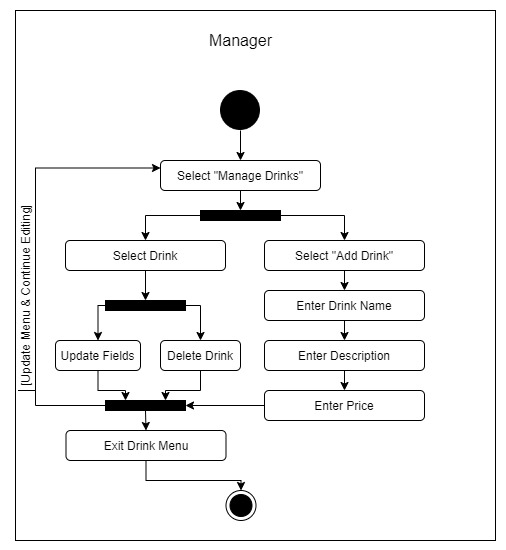 Manager
Select "Manage Drinks"
Select Drink
Select "Add Drink"
Enter Drink Name
Update Fields
Delete Drink
Enter Description
Enter Price
Exit Drink Menu
[Update Menu & Continue Editing]